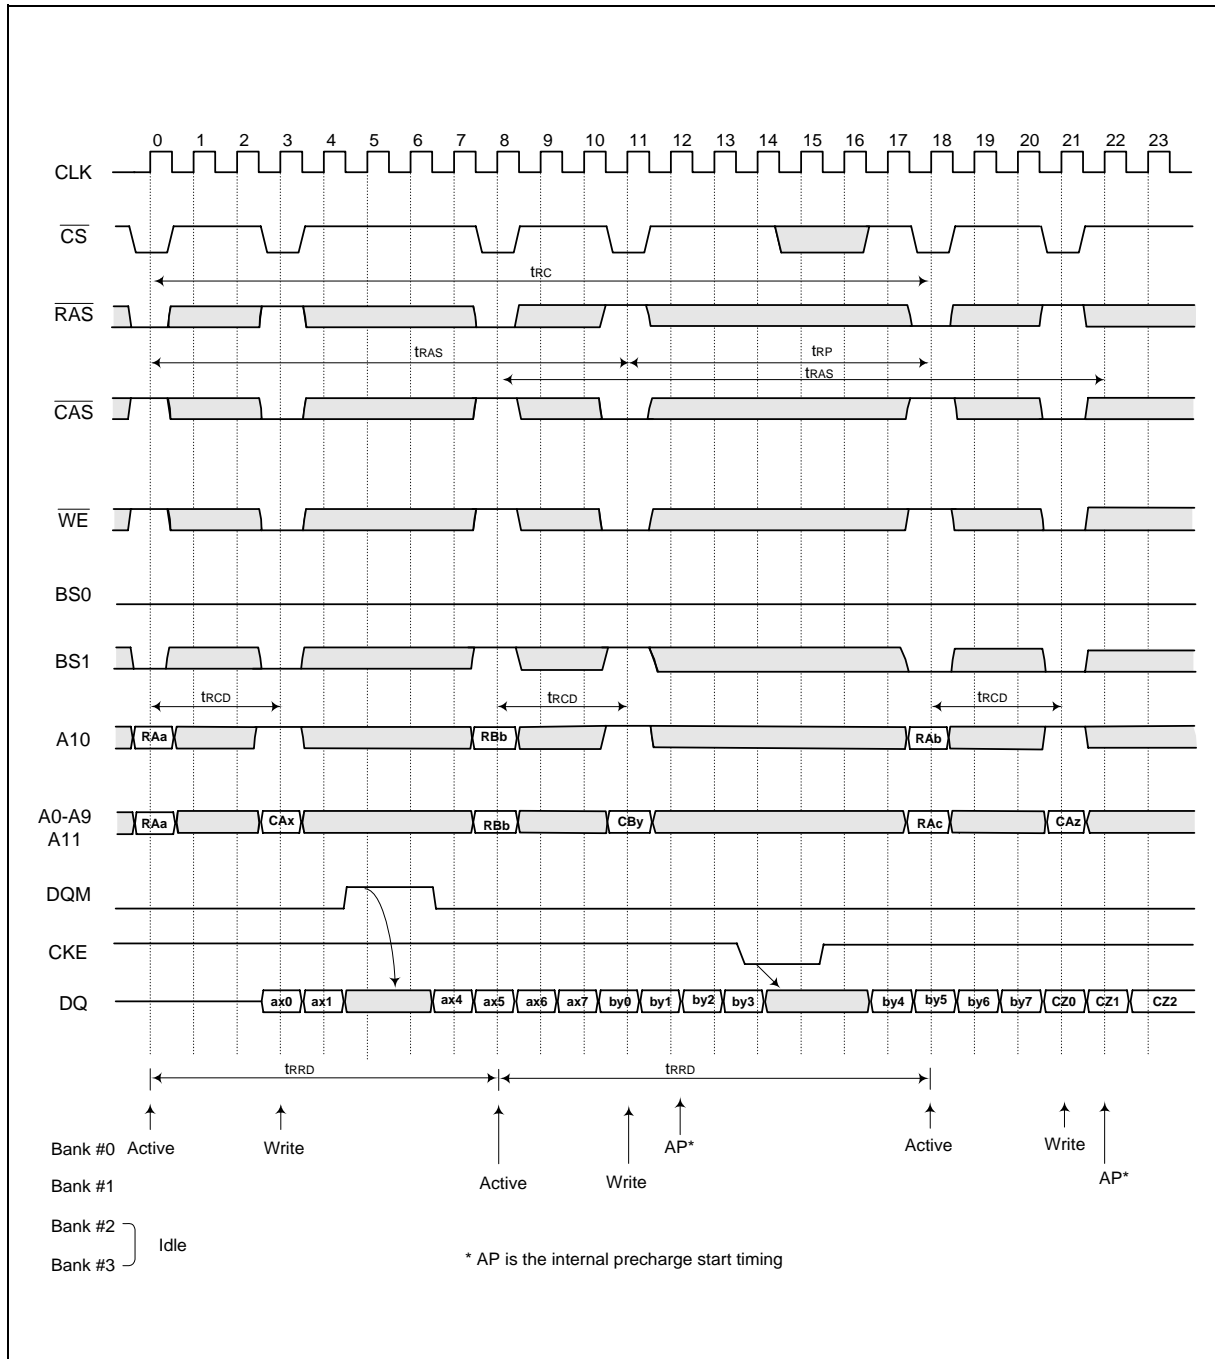 0 1 2 3 4 5 6 7 8 9 10 11 12 13 14 15 16 17 18 19 20 21 22 23
CLK
CS
tRC
RAS
tRAS tRP
tRAS
CAS
WE
BS0
BS1
tRCD tRCD tRCD
A10 RAa RBb RAb
A0-A9 RAa CAx RBb CBy RAc CAz
A11
DQM
CKE
DQ ax0 ax1 ax4 ax5 ax6 ax7 by0 by1 by2 by3 by4 by5 by6 by7 CZ0 CZ1 CZ2
tRRD tRRD
Bank #0 Active Write AP* Active Write
Bank #1 Active Write AP*
Bank #2
Idle
Bank #3
* AP is the internal precharge start timing